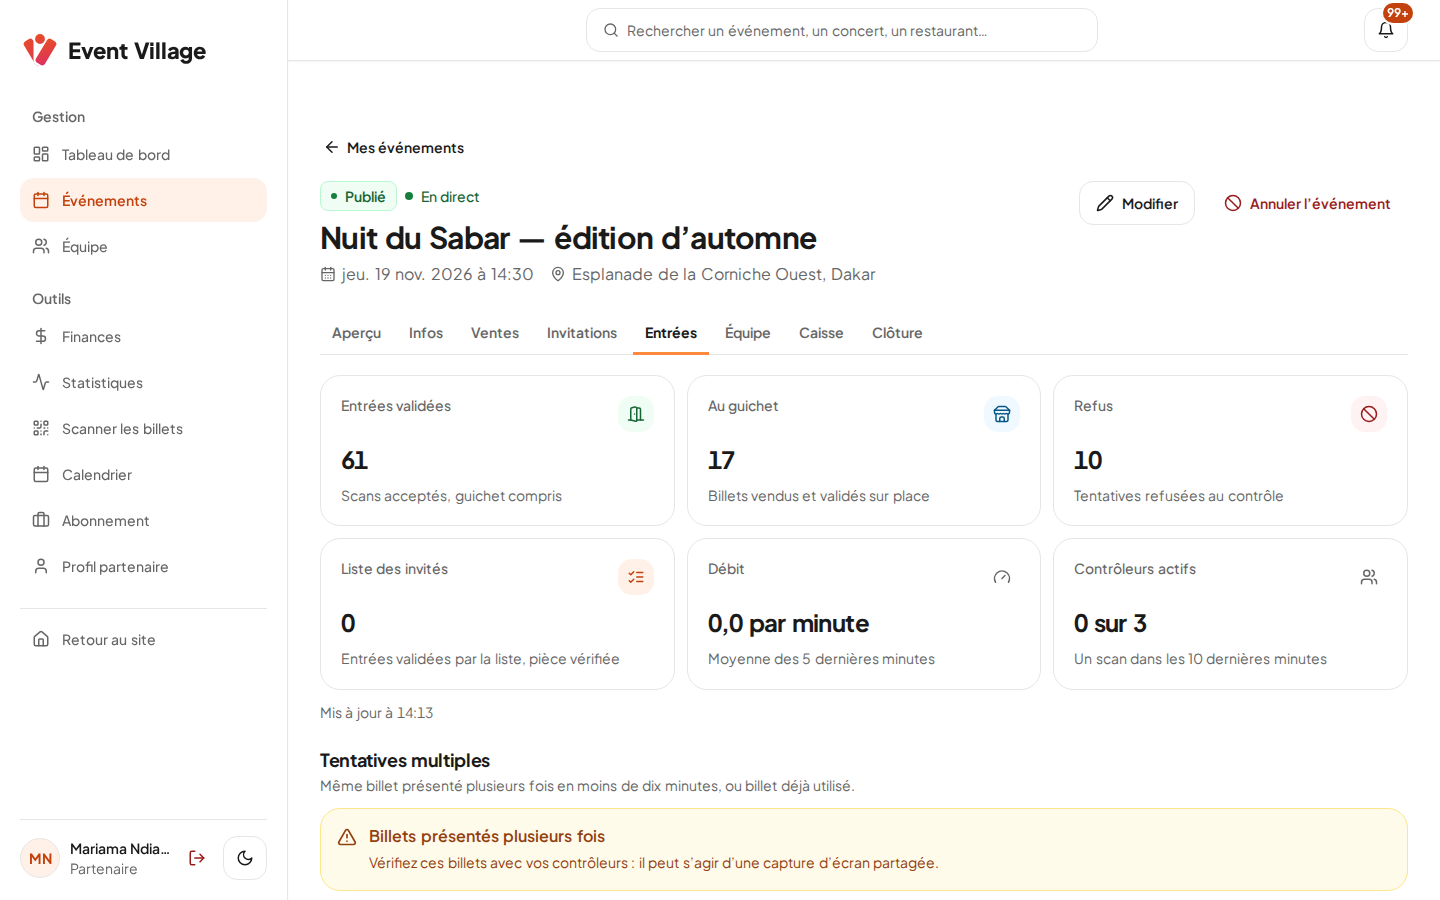 Event Village
Rechercher un événement, un concert, un restaurant...
99+
Gestion
Tableau de bord
Événements
Équipe
Outils
Finances
Statistiques
Scanner les billets
Calendrier
Abonnement
Profil partenaire
Retour au site
MN
Mariama Ndia...
Partenaire
Mes événements
Publié
En direct
Modifier
Annuler l’événement
Nuit du Sabar — édition d’automne
jeu. 19 nov. 2026 à 14:30
Esplanade de la Corniche Ouest, Dakar
Aperçu
Infos
Ventes
Invitations
Entrées
Équipe
Caisse
Clôture
Entrées validées
61
Scans acceptés, guichet compris
Au guichet
17
Billets vendus et validés sur place
Refus
10
Tentatives refusées au contrôle
Liste des invités
0
Entrées validées par la liste, pièce vérifiée
Débit
0,0 par minute
Moyenne des 5 dernières minutes
Contrôleurs actifs
0 sur 3
Un scan dans les 10 dernières minutes
Mis à jour à 14:13
Tentatives multiples
Même billet présenté plusieurs fois en moins de dix minutes, ou billet déjà utilisé.
Billets présentés plusieurs fois
Vérifiez ces billets avec vos contrôleurs : il peut s’agir d’une capture d’écran partagée.